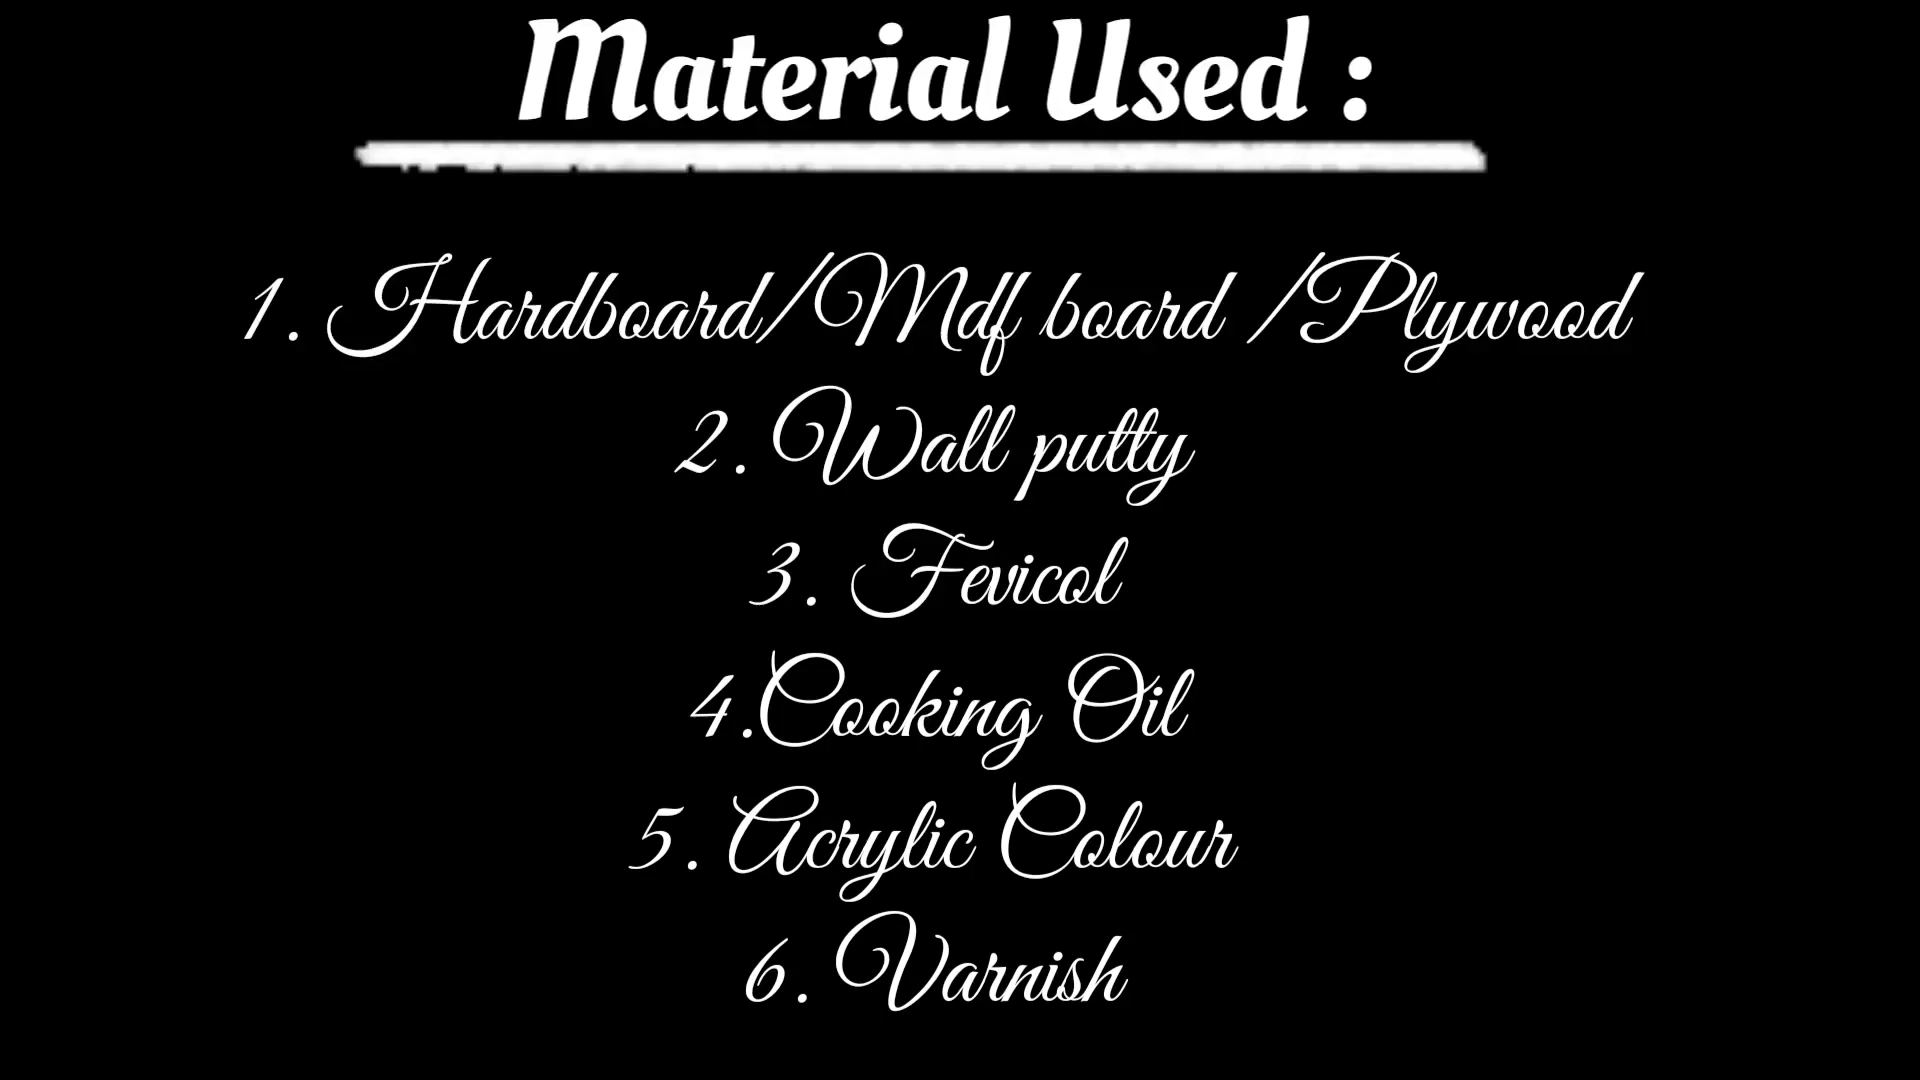 Material Used :
1. Hardboard/Mdf board /Plywood
2. Wall putty
3. Fevicol
4.Cooking Oil
5. Acrylic Colour
6. Varnish